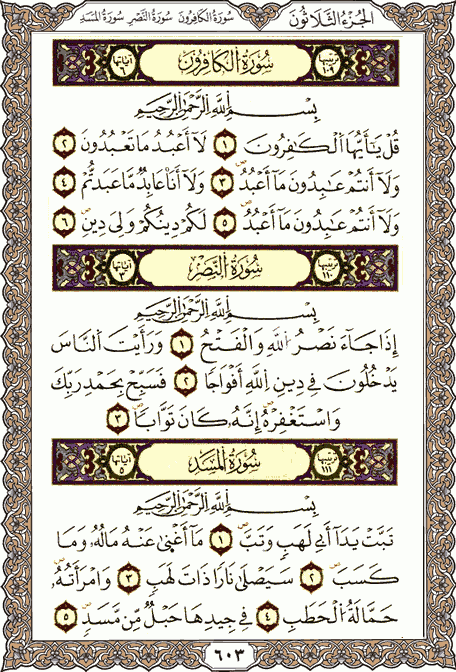 الجزء الثلاثون سورة الكافرون سورة النصر سورة المسد
ترتيبها ١٠٩ سُورَةُ الْكَافِرُونَ آياتها ٦
بِسْمِ اللَّهِ الرَّحْمَٰنِ الرَّحِيمِ
قُلْ يَٰٓأَيُّهَا ٱلْكَٰفِرُونَ ١ لَآ أَعْبُدُ مَا تَعْبُدُونَ ٢
وَلَآ أَنتُمْ عَٰبِدُونَ مَآ أَعْبُدُ ٣ وَلَآ أَنَا۠ عَابِدٌ مَّا عَبَدتُّمْ ٤
وَلَآ أَنتُمْ عَٰبِدُونَ مَآ أَعْبُدُ ٥ لَكُمْ دِينُكُمْ وَلِىَ دِينِ ٦
ترتيبها ١١٠ سُورَةُ النَّصْرِ آياتها ٣
بِسْمِ اللَّهِ الرَّحْمَٰنِ الرَّحِيمِ
إِذَا جَآءَ نَصْرُ ٱللَّهِ وَٱلْفَتْحُ ١ وَرَأَيْتَ ٱلنَّاسَ
يَدْخُلُونَ فِى دِينِ ٱللَّهِ أَفْوَاجًا ٢ فَسَبِّحْ بِحَمْدِ رَبِّكَ
وَٱسْتَغْفِرْهُ إِنَّهُۥ كَانَ تَوَّابًۢا ٣
ترتيبها ١١١ سُورَةُ الْمَسَدِ آياتها ٥
بِسْمِ اللَّهِ الرَّحْمَٰنِ الرَّحِيمِ
تَبَّتْ يَدَآ أَبِى لَهَبٍ وَتَبَّ ١ مَآ أَغْنَىٰ عَنْهُ مَالُهُۥ وَمَا
كَسَبَ ٢ سَيَصْلَىٰ نَارًا ذَاتَ لَهَبٍ ٣ وَٱمْرَأَتُهُۥ
حَمَّالَةَ ٱلْحَطَبِ ٤ فِى جِيدِهَا حَبْلٌ مِّن مَّسَدٍۭ ٥
٦٠٣